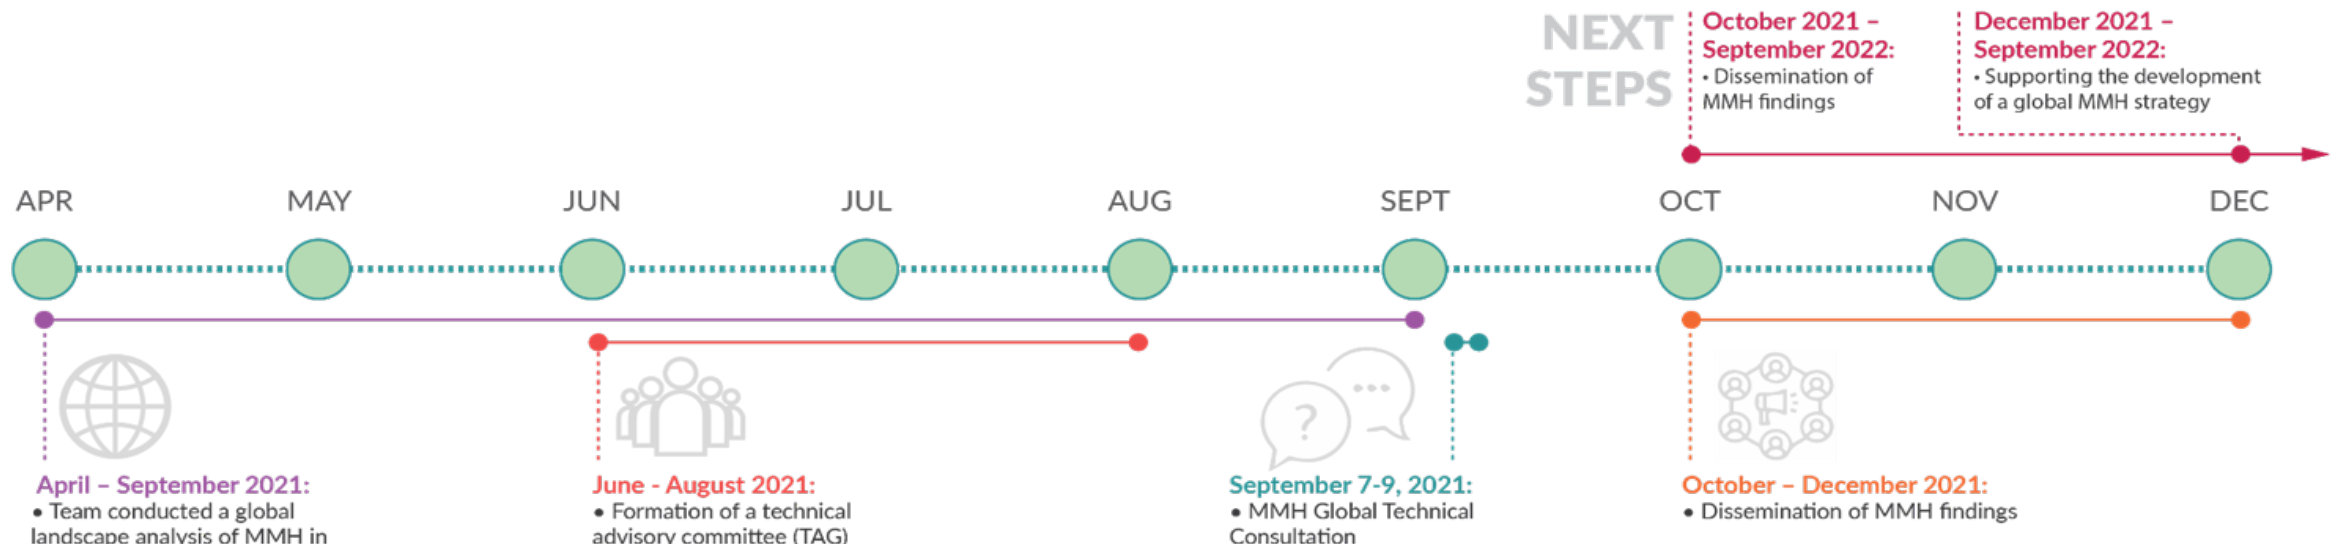 NEXT
STEPS
October 2021 –
September 2022:
• Dissemination of
MMH findings
December 2021 –
September 2022:
• Supporting the development
of a global MMH strategy
APR
MAY
JUN
JUL
AUG
SEPT
OCT
NOV
DEC
?
April – September 2021:
• Team conducted a global
landscape analysis of MMH in
June - August 2021:
• Formation of a technical
advisory committee (TAG)
September 7-9, 2021:
• MMH Global Technical
Consultation
October – December 2021:
• Dissemination of MMH findings